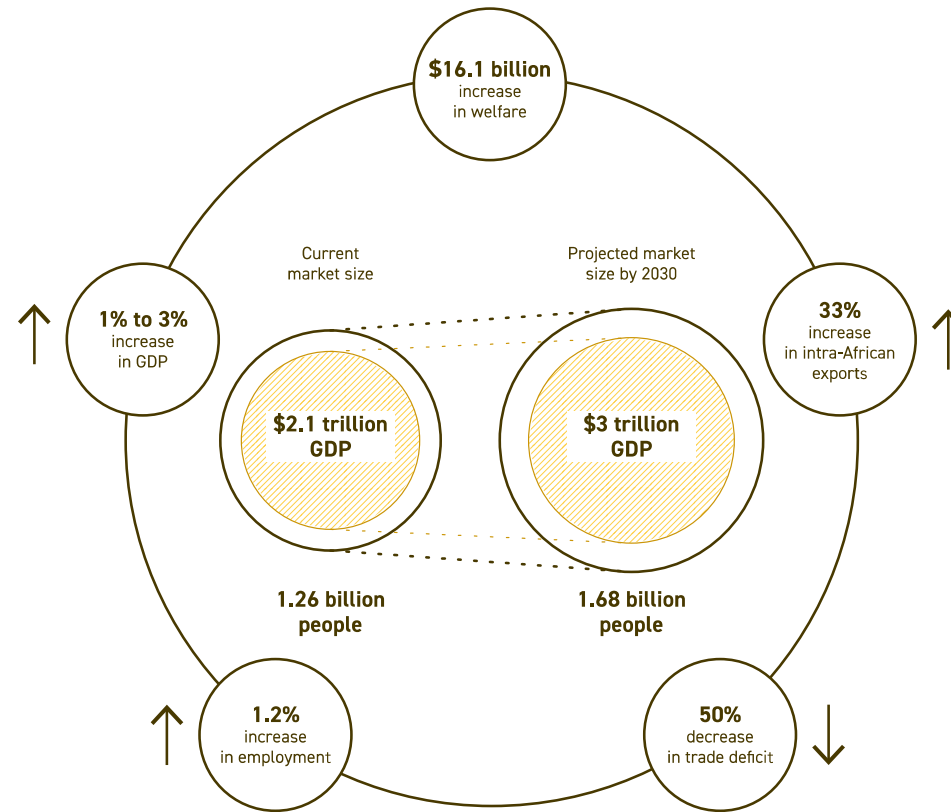 $16.1 billion
increase
in welfare
Current
market size
Projected market
size by 2030
1% to 3%
increase
in GDP
33%
increase
in intra-African
exports
$2.1 trillion
GDP
$3 trillion
GDP
1.26 billion
people
1.68 billion
people
1.2%
increase
in employment
50%
decrease
in trade deficit